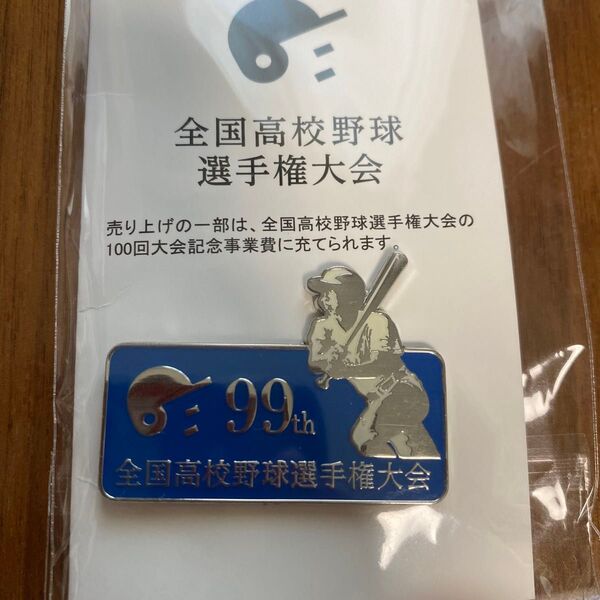 全国高校野球
選手権大会
売り上げの一部は、全国高校野球選手権大会の
100回大会記念事業費に充てられます。
99th
全国高校野球選手権大会